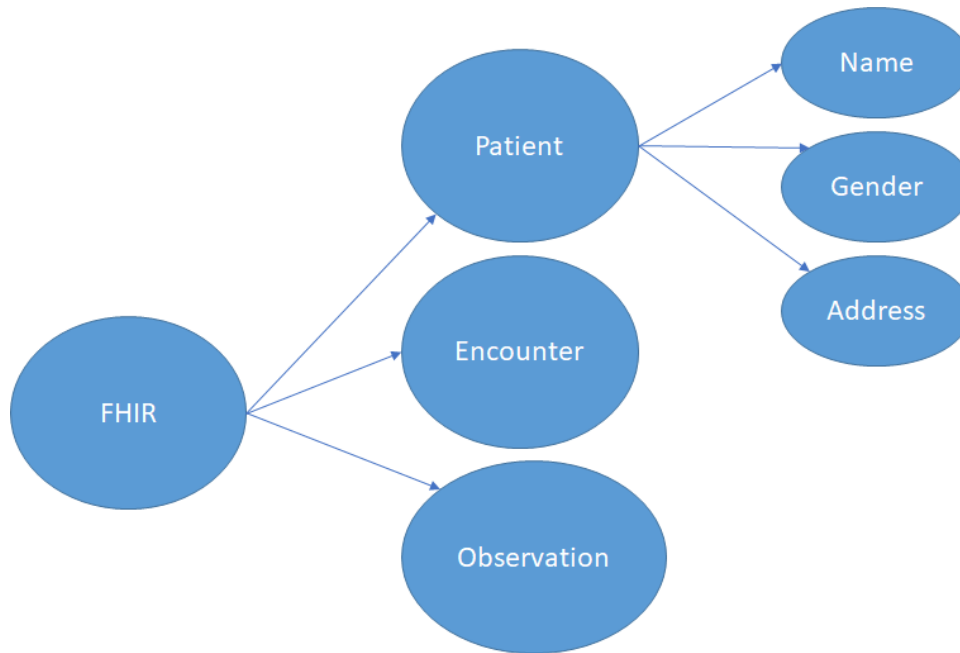 FHIR
Patient
Encounter
Observation
Name
Gender
Address